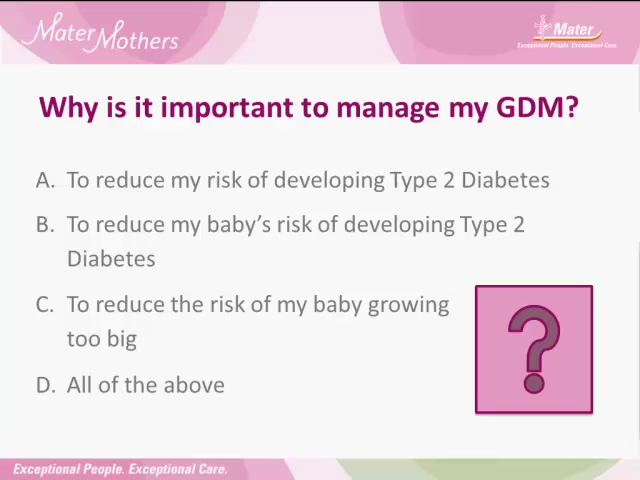 Mater Mothers
Mater
Exceptional People. Exceptional Care.
Why is it important to manage my GDM?
A. To reduce my risk of developing Type 2 Diabetes
B. To reduce my baby’s risk of developing Type 2
Diabetes
C. To reduce the risk of my baby growing
too big
D. All of the above
?
Exceptional People. Exceptional Care.